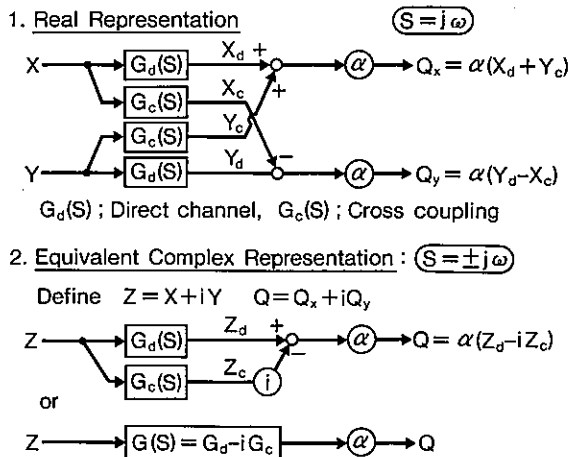 1. Real Representation
S=jω
X
Gd(S)
Xd
+
α
Qx = α(Xd+Yc)
Gc(S)
Xc
+
Gc(S)
Yc
−
Y
Gd(S)
Yd
α
Qy = α(Yd−Xc)
Gd(S) ; Direct channel, Gc(S) ; Cross coupling
2. Equivalent Complex Representation : S=±jω
Define Z=X+iY Q=Qx+iQy
Z
Gd(S)
Zd
+
α
Q= α(Zd−iZc)
−
Gc(S)
Zc
i
or
Z
G(S)=Gd−iGc
α
Q